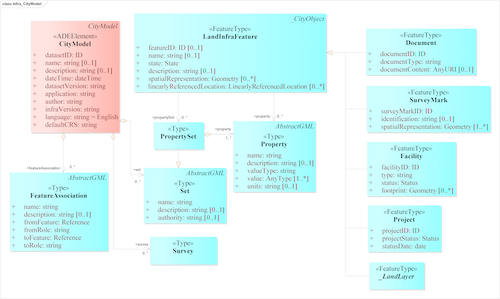 class Infra_CityModel
«ADEElement»
CityModel
+ datasetID: ID
+ name: string [0..1]
+ description: string [0..1]
+ dateTime: dateTime
+ datasetVersion: string
+ application: string
+ author: string
+ infraVersion: string
+ language: string = English
+ defaultCRS: string
_CityObject
«FeatureType»
LandInfraFeature
+ featureID: ID [0..1]
+ name: string [0..1]
+ state: State
+ description: string [0..1]
+ spatialRepresentation: Geometry [0..*]
+ linearlyReferencedLocation: LinearlyReferencedLocation [0..*]
«FeatureType»
Document
+ documentID: ID
+ documentType: string
+ documentContent: AnyURI [0..1]
«FeatureType»
SurveyMark
+ surveyMarkID: ID
+ identification: string [0..1]
+ spatialRepresentation: Geometry [1..*]
«FeatureType»
Facility
+ facilityID: ID
+ type: string
+ status: Status
+ footprint: Geometry [0..*]
«FeatureType»
Project
+ projectID: ID
+ projectStatus: Status
+ statusDate: date
«FeatureType»
_LandLayer
+propertySet
0..*
«Type»
PropertySet
+property
0..*
+property
1..*
AbstractGML
«Type»
Property
+ name: string
+ description: string [0..1]
+ valueType: string
+ value: AnyType [1..*]
+ units: string [0..1]
+set
0..*
AbstractGML
«Type»
Set
+ name: string
+ description: string [0..1]
+ authority: string [0..1]
+FeatureAssociation
0..*
AbstractGML
«Type»
FeatureAssociation
+ name: string
+ description: string [0..1]
+ fromFeature: Reference
+ fromRole: string
+ toFeature: Reference
+ toRole: string
+survey
0..*
«Type»
Survey